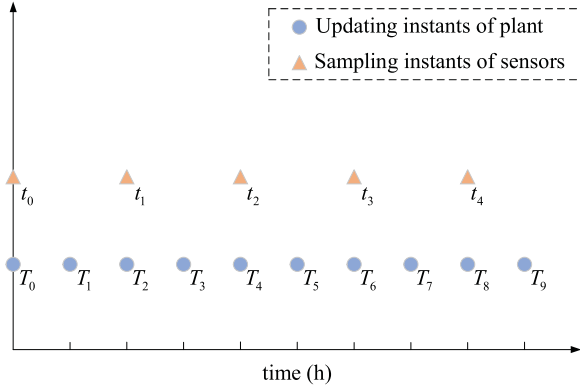 Updating instants of plant
Sampling instants of sensors
t₀ t₁ t₂ t₃ t₄
T₀ T₁ T₂ T₃ T₄ T₅ T₆ T₇ T₈ T₉
time (h)